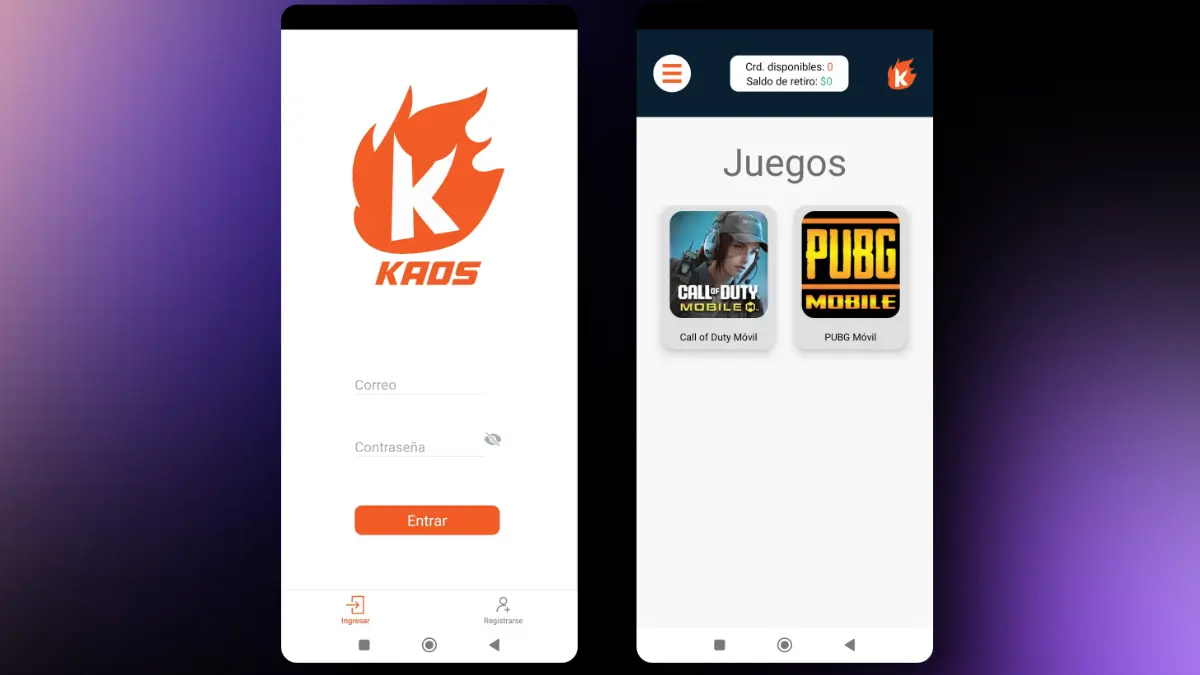 K
KAOS
Correo
Contraseña
Entrar
Ingresar
Registrarse
Crd. disponibles: 0
Saldo de retiro: $0
K
Juegos
CALL OF DUTY
MOBILE
Call of Duty Móvil
PUBG
MOBILE
PUBG Móvil